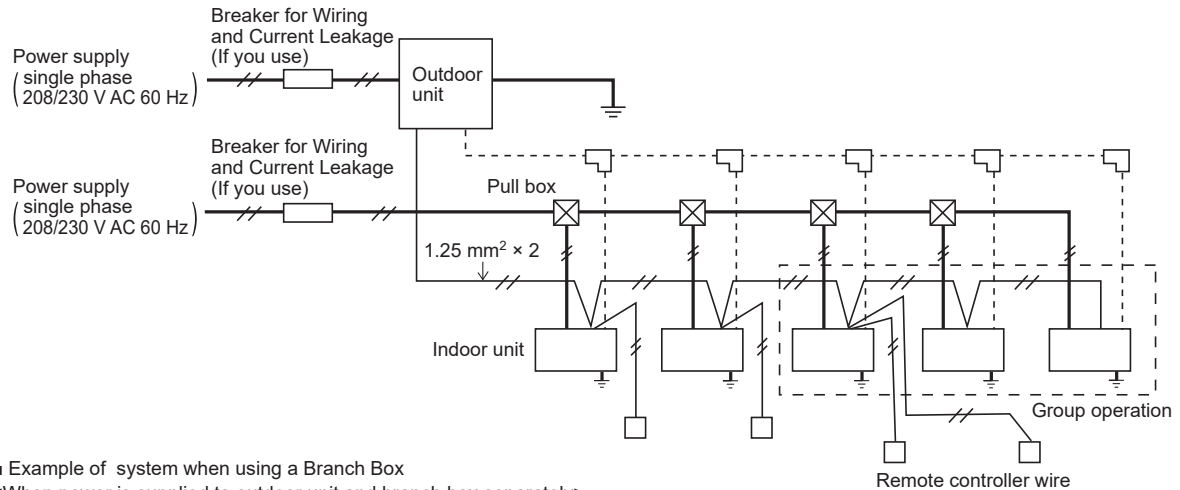 Breaker for Wiring
and Current Leakage
(If you use)
Power supply
( single phase
208/230 V AC 60 Hz )
Outdoor
unit
Breaker for Wiring
and Current Leakage
(If you use)
Power supply
( single phase
208/230 V AC 60 Hz )
Pull box
1.25 mm² × 2
Indoor unit
Group operation
Remote controller wire
Example of system when using a Branch Box